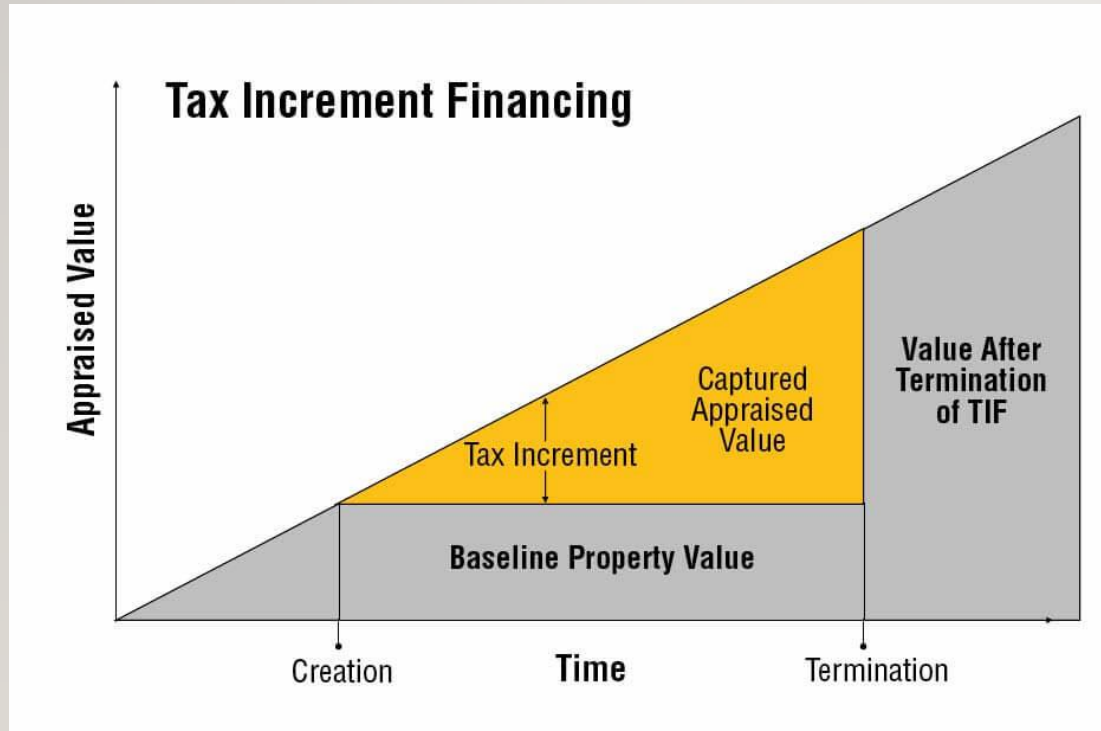 Tax Increment Financing
Appraised Value
Captured
Appraised
Value
Tax Increment
Value After
Termination
of TIF
Baseline Property Value
Creation
Time
Termination